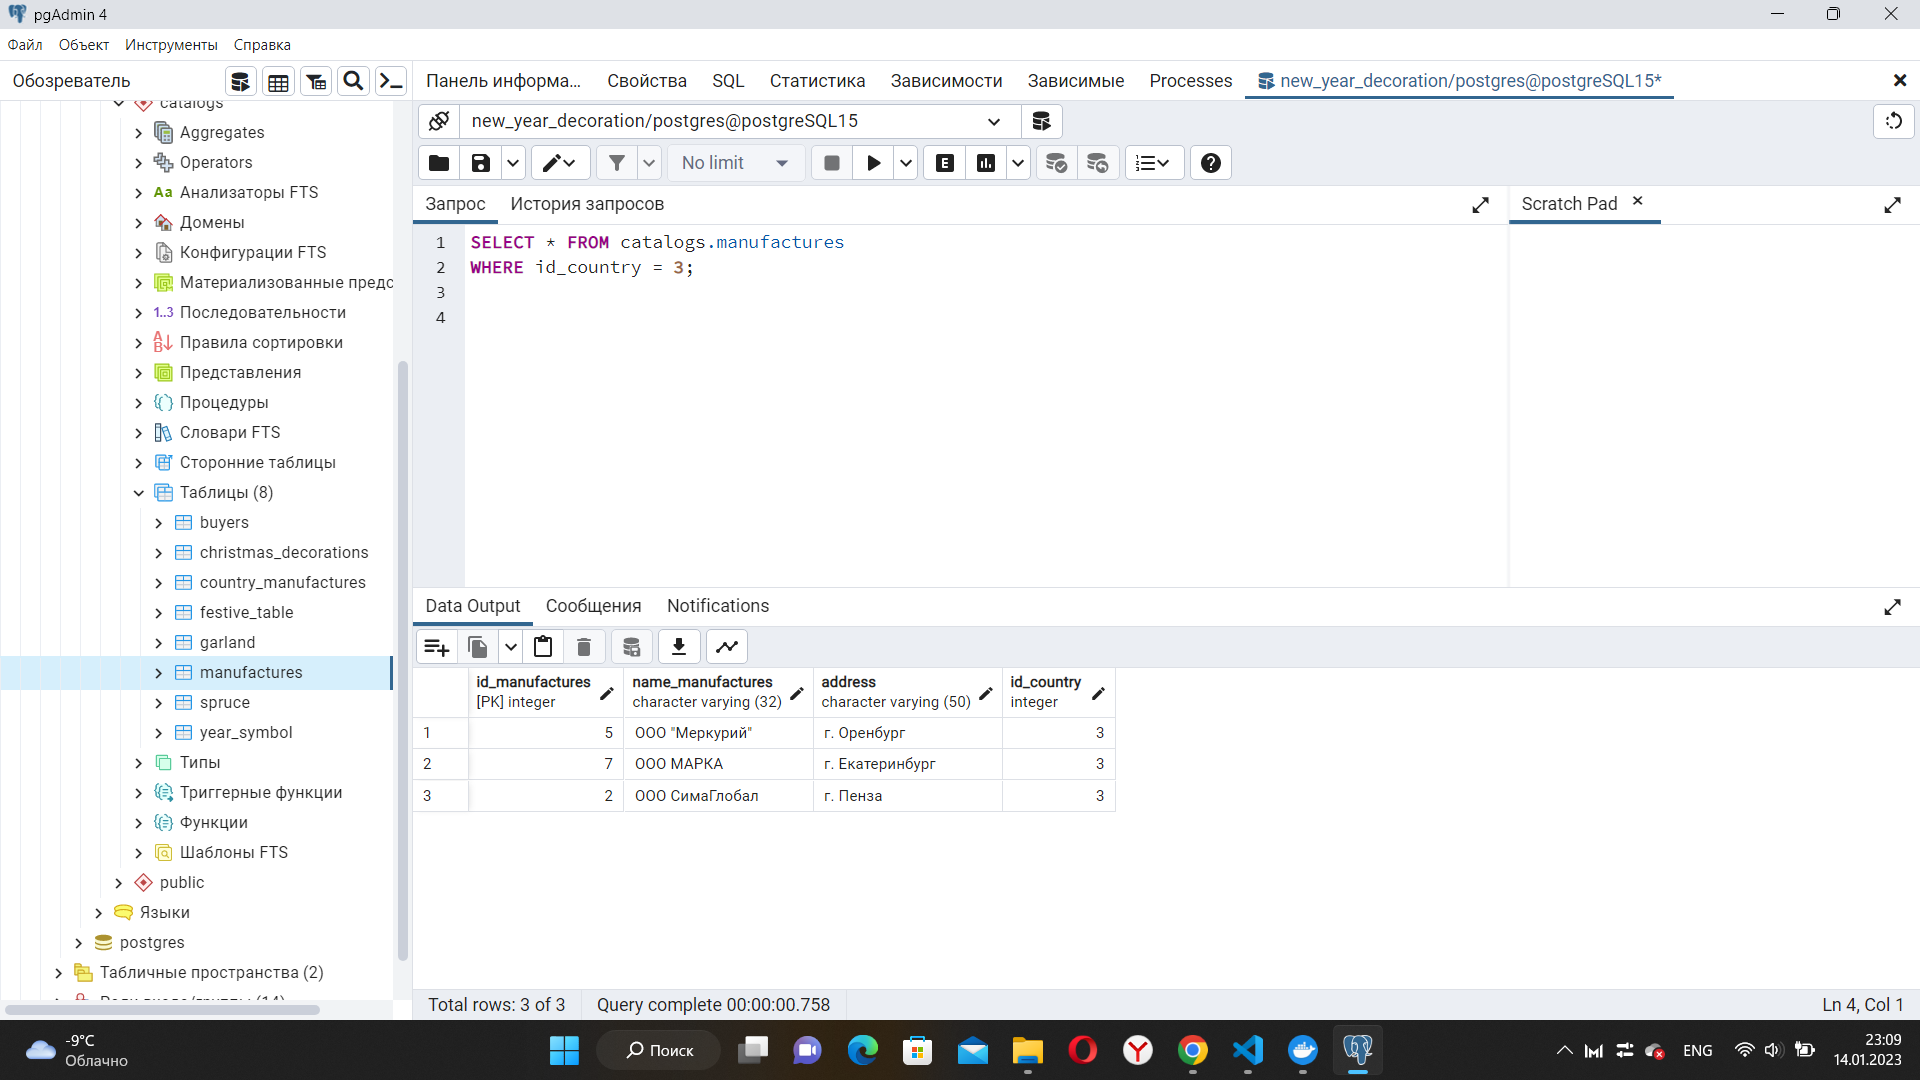 pgAdmin 4
Файл Объект Инструменты Справка
Обозреватель
Панель информа... Свойства SQL Статистика Зависимости Зависимые Processes new_year_decoration/postgres@postgreSQL15*
catalogs
Aggregates
Operators
Aa Анализаторы FTS
Домены
Конфигурации FTS
Материализованные предс
1..3 Последовательности
Правила сортировки
Представления
Процедуры
Словари FTS
Сторонние таблицы
Таблицы (8)
buyers
christmas_decorations
country_manufactures
festive_table
garland
manufactures
spruce
year_symbol
Типы
Триггерные функции
Функции
Шаблоны FTS
public
Языки
postgres
Табличные пространства (2)
new_year_decoration/postgres@postgreSQL15
No limit E
Запрос История запросов Scratch Pad
1 SELECT * FROM catalogs.manufactures
2 WHERE id_country = 3;
3
4
Data Output Сообщения Notifications
id_manufactures name_manufactures address id_country
[PK] integer character varying (32) character varying (50) integer
1 5 ООО "Меркурий" г. Оренбург 3
2 7 ООО МАРКА г. Екатеринбург 3
3 2 ООО СимаГлобал г. Пенза 3
Total rows: 3 of 3 Query complete 00:00:00.758 Ln 4, Col 1
-9°C
Облачно
Поиск
ENG
23:09
14.01.2023